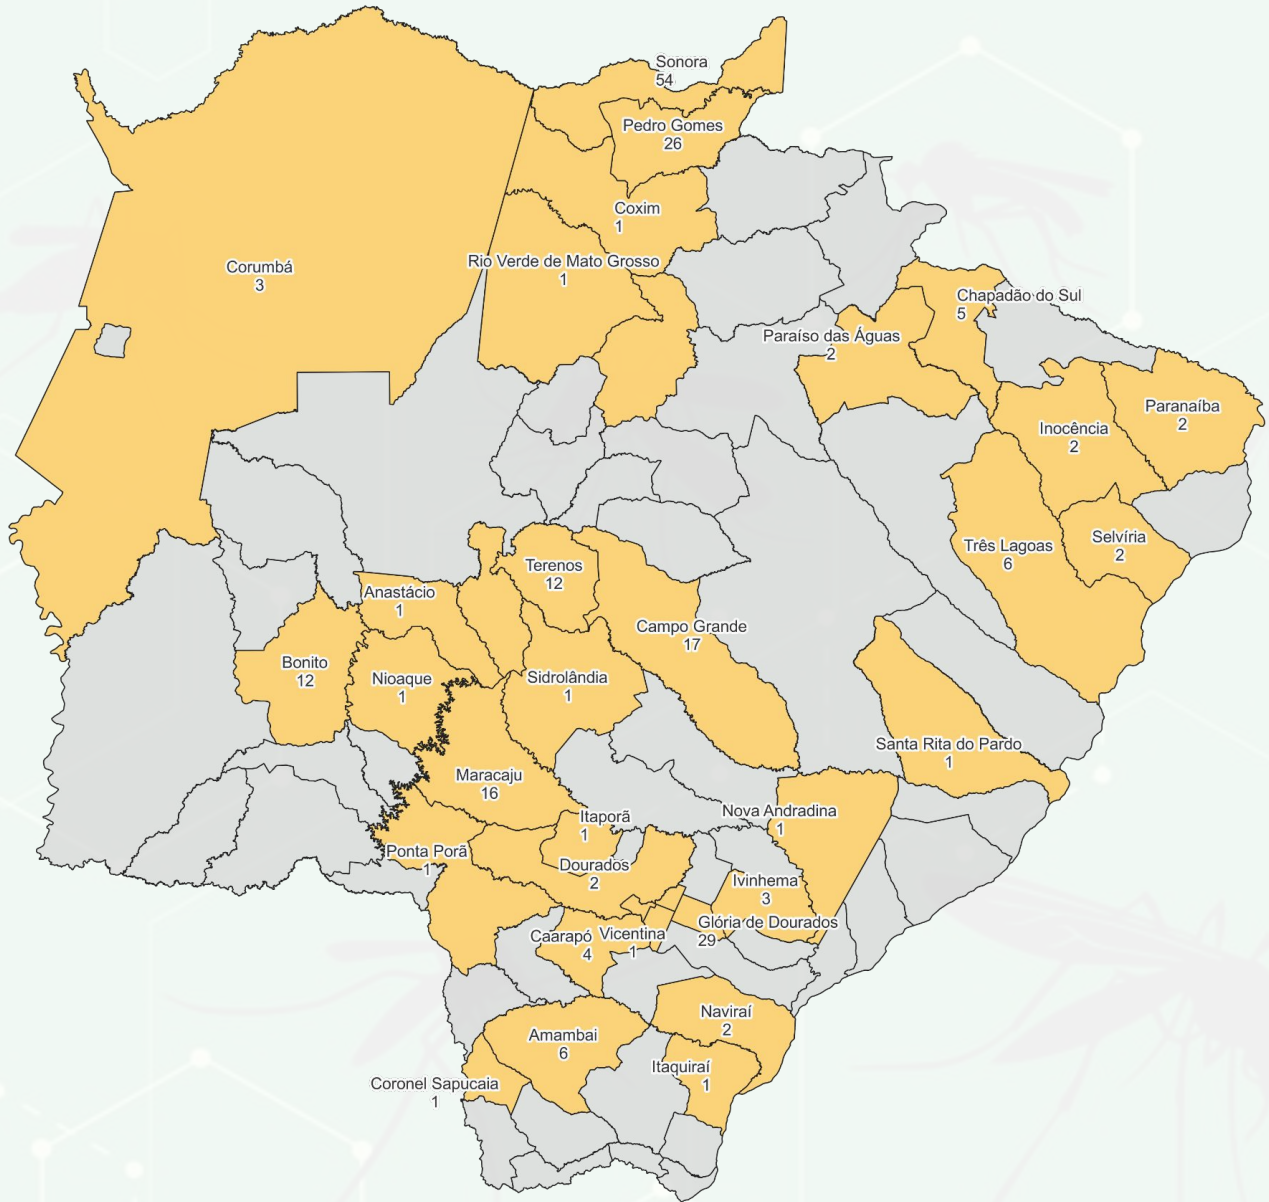 Sonora
54
Pedro Gomes
26
Coxim
1
Corumbá
3
Rio Verde de Mato Grosso
1
Chapadão do Sul
5
Paraíso das Águas
2
Paranaíba
2
Inocência
2
Três Lagoas
6
Selvíria
2
Terenos
12
Anastácio
1
Campo Grande
17
Bonito
12
Nioaque
1
Sidrolândia
1
Santa Rita do Pardo
1
Maracaju
16
Itaporã
1
Nova Andradina
1
Ponta Porã
1
Dourados
2
Ivinhema
3
Glória de Dourados
29
Caarapó
4
Vicentina
1
Naviraí
2
Amambai
6
Itaquiraí
1
Coronel Sapucaia
1